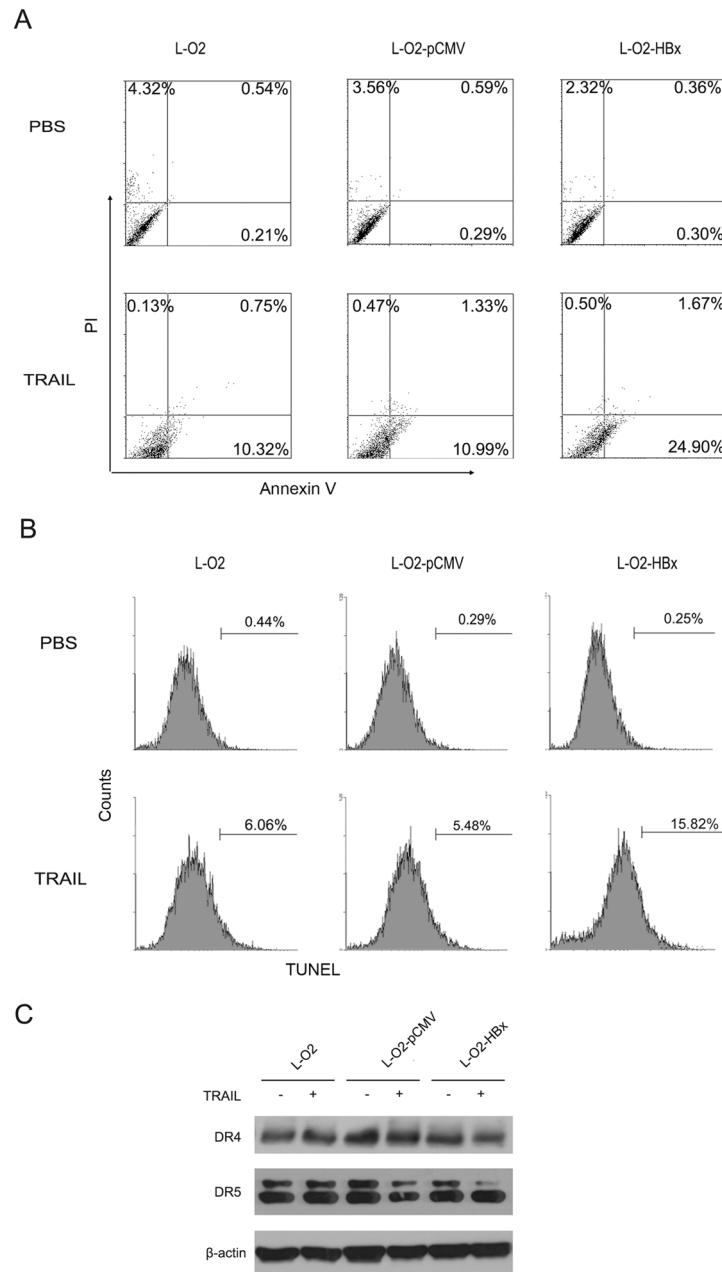 A
L-O2 L-O2-pCMV L-O2-HBx
PBS
4.32% 0.54% 3.56% 0.59% 2.32% 0.36%
0.21% 0.29% 0.30%
PI
TRAIL
0.13% 0.75% 0.47% 1.33% 0.50% 1.67%
10.32% 10.99% 24.90%
Annexin V
B
L-O2 L-O2-pCMV L-O2-HBx
PBS
0.44% 0.29% 0.25%
Counts
TRAIL
6.06% 5.48% 15.82%
TUNEL
C
L-O2 L-O2-pCMV L-O2-HBx
TRAIL - + - + - +
DR4
DR5
β-actin